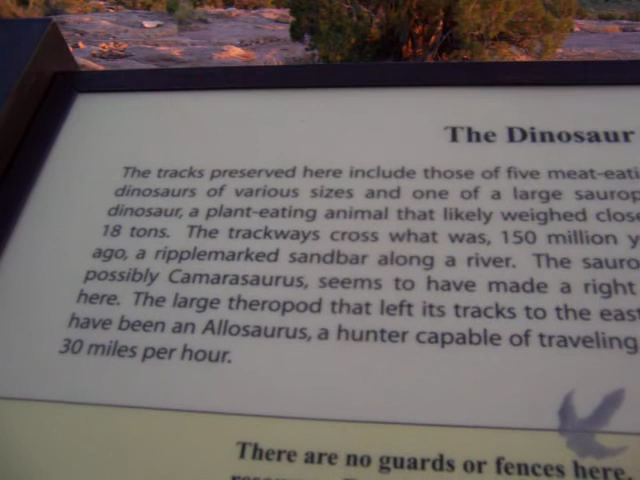 The Dinosaur
The tracks preserved here include those of five meat-eati
dinosaurs of various sizes and one of a large saurop
dinosaur, a plant-eating animal that likely weighed clos
18 tons. The trackways cross what was, 150 million y
ago, a ripplemarked sandbar along a river. The sauro
possibly Camarasaurus, seems to have made a right
here. The large theropod that left its tracks to the east
have been an Allosaurus, a hunter capable of traveling
30 miles per hour.
There are no guards or fences here.